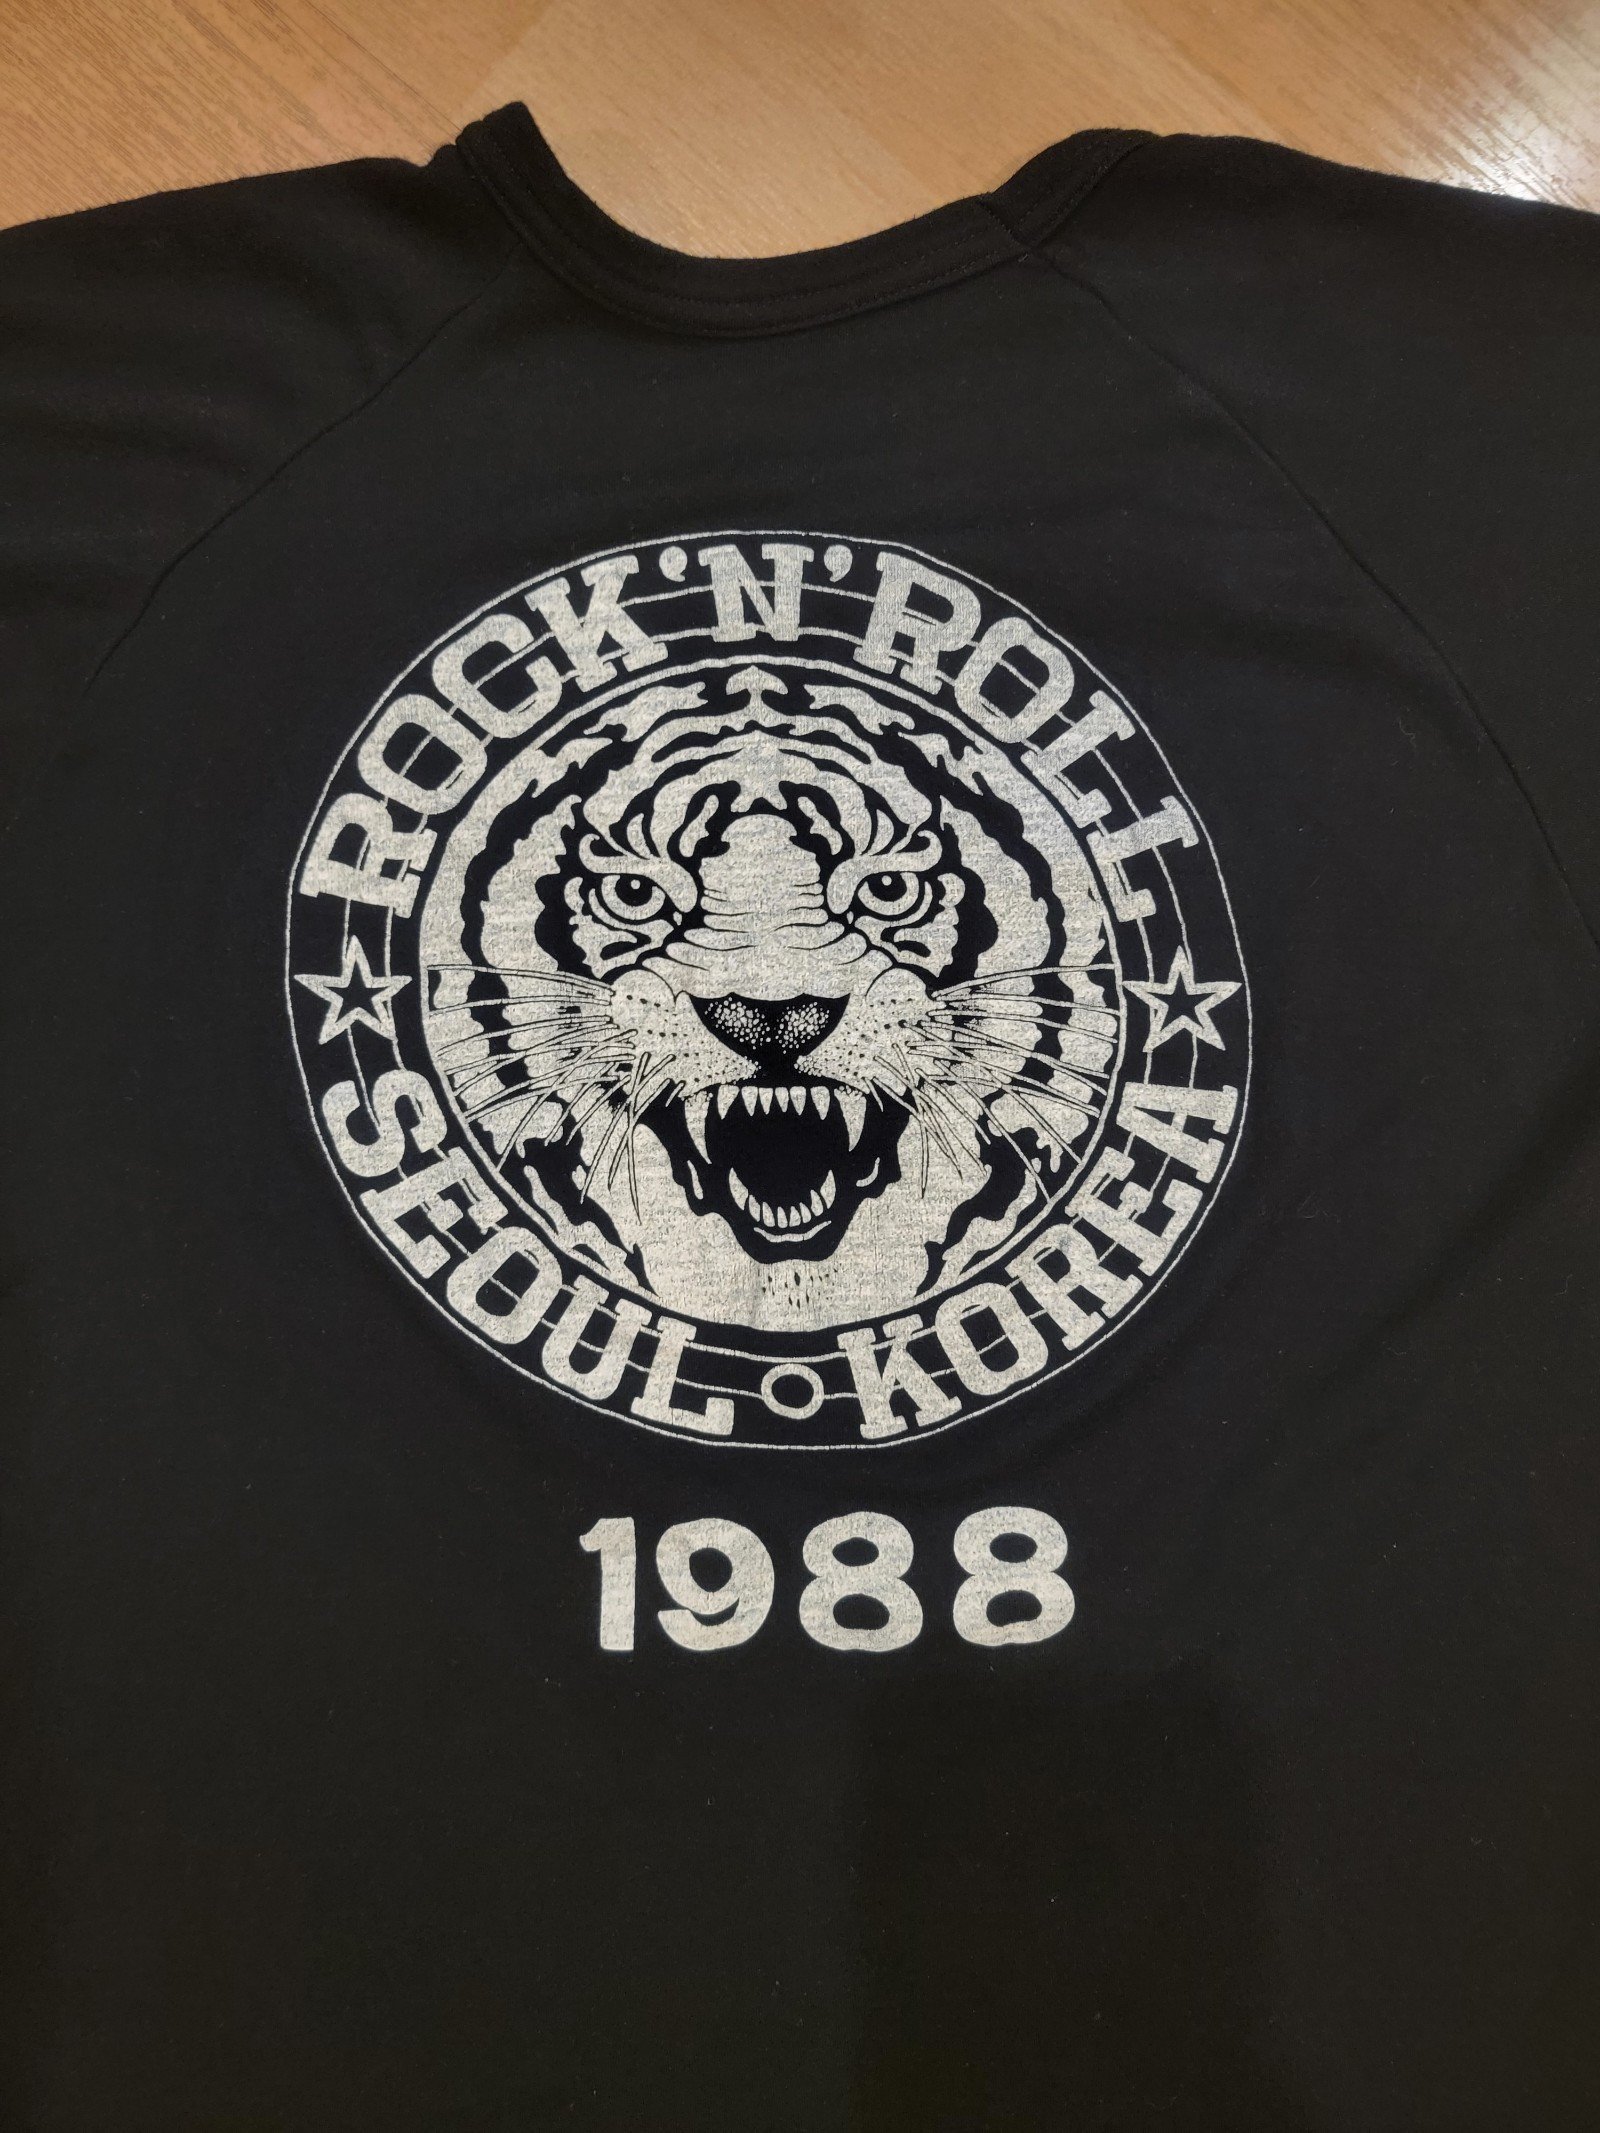 ROCK 'N' ROLL
SEOUL KOREA
1988